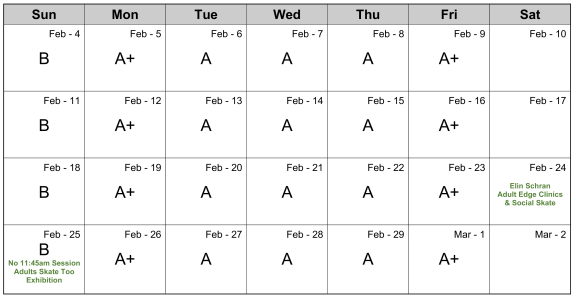 Sun Mon Tue Wed Thu Fri Sat
Feb - 4 Feb - 5 Feb - 6 Feb - 7 Feb - 8 Feb - 9 Feb - 10
B A+ A A A A+
Feb - 11 Feb - 12 Feb - 13 Feb - 14 Feb - 15 Feb - 16 Feb - 17
B A+ A A A A+
Feb - 18 Feb - 19 Feb - 20 Feb - 21 Feb - 22 Feb - 23 Feb - 24
B A+ A A A A+
Elin Schran
Adult Edge Clinics
& Social Skate
Feb - 25 Feb - 26 Feb - 27 Feb - 28 Feb - 29 Mar - 1 Mar - 2
B A+ A A A A+
No 11:45am Session
Adults Skate Too
Exhibition